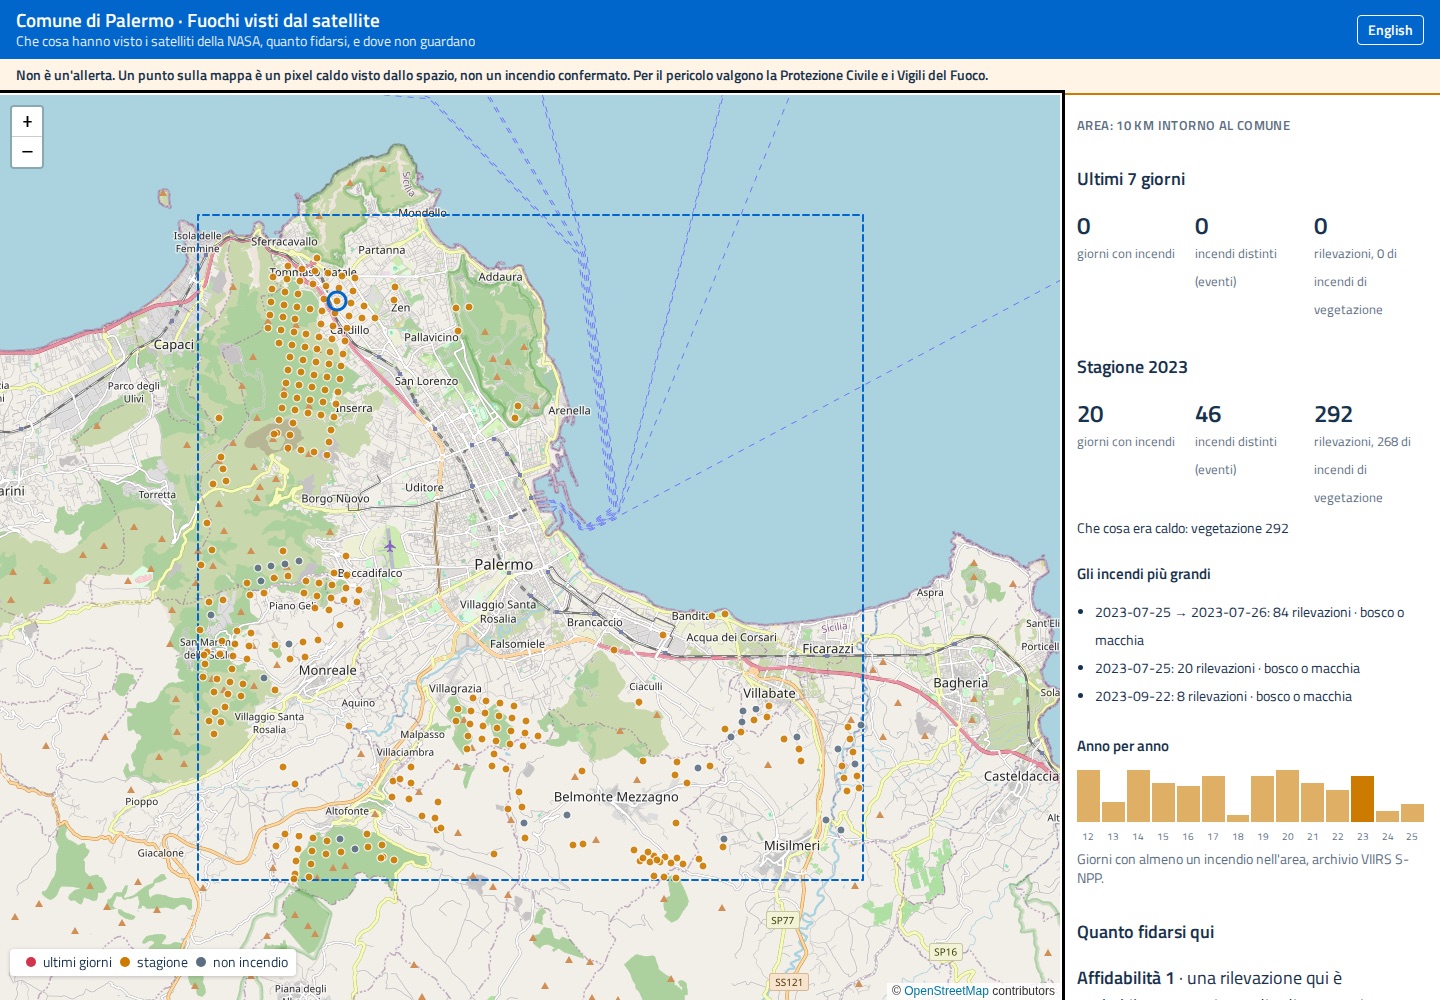 Comune di Palermo · Fuochi visti dal satellite
Che cosa hanno visto i satelliti della NASA, quanto fidarsi, e dove non guardano
English
Non è un'allerta. Un punto sulla mappa è un pixel caldo visto dallo spazio, non un incendio confermato. Per il pericolo valgono la Protezione Civile e i Vigili del Fuoco.
+
−
Mondello
Isola delle
Femmine
Sferracavallo
Partanna
Sicilia
Addaura
Zen
Cardillo
Pallavicino
Capaci
San Lorenzo
Parco degli
Ulivi
Inserra
Arenella
Torretta
Borgo Nuovo
Uditore
Palermo
Boccadifalco
Villaggio Santa
Rosalia
Brancaccio
Acqua dei Corsari
Sicilia
Aspra
Falsomiele
Ficarazzi
Monreale
Ciaculli
Villagrazia
Villabate
Bagheria
Aquino
Villaggio Santa
Rosalia
Malpasso
Villaciambra
Casteldaccia
Pioppo
Belmonte Mezzagno
Altofonte
Giacalone
Misilmeri
SP77
SP16
SS121
Piana degli
ultimi giorni
stagione
non incendio
© OpenStreetMap contributors
AREA: 10 KM INTORNO AL COMUNE
Ultimi 7 giorni
0
giorni con incendi
0
incendi distinti
(eventi)
0
rilevazioni, 0 di
incendi di
vegetazione
Stagione 2023
20
giorni con incendi
46
incendi distinti
(eventi)
292
rilevazioni, 268 di
incendi di
vegetazione
Che cosa era caldo: vegetazione 292
Gli incendi più grandi
• 2023-07-25 → 2023-07-26: 84 rilevazioni · bosco o
macchia
• 2023-07-25: 20 rilevazioni · bosco o macchia
• 2023-09-22: 8 rilevazioni · bosco o macchia
Anno per anno
12 13 14 15 16 17 18 19 20 21 22 23 24 25
Giorni con almeno un incendio nell'area, archivio VIIRS S-
NPP.
Quanto fidarsi qui
Affidabilità 1 · una rilevazione qui è